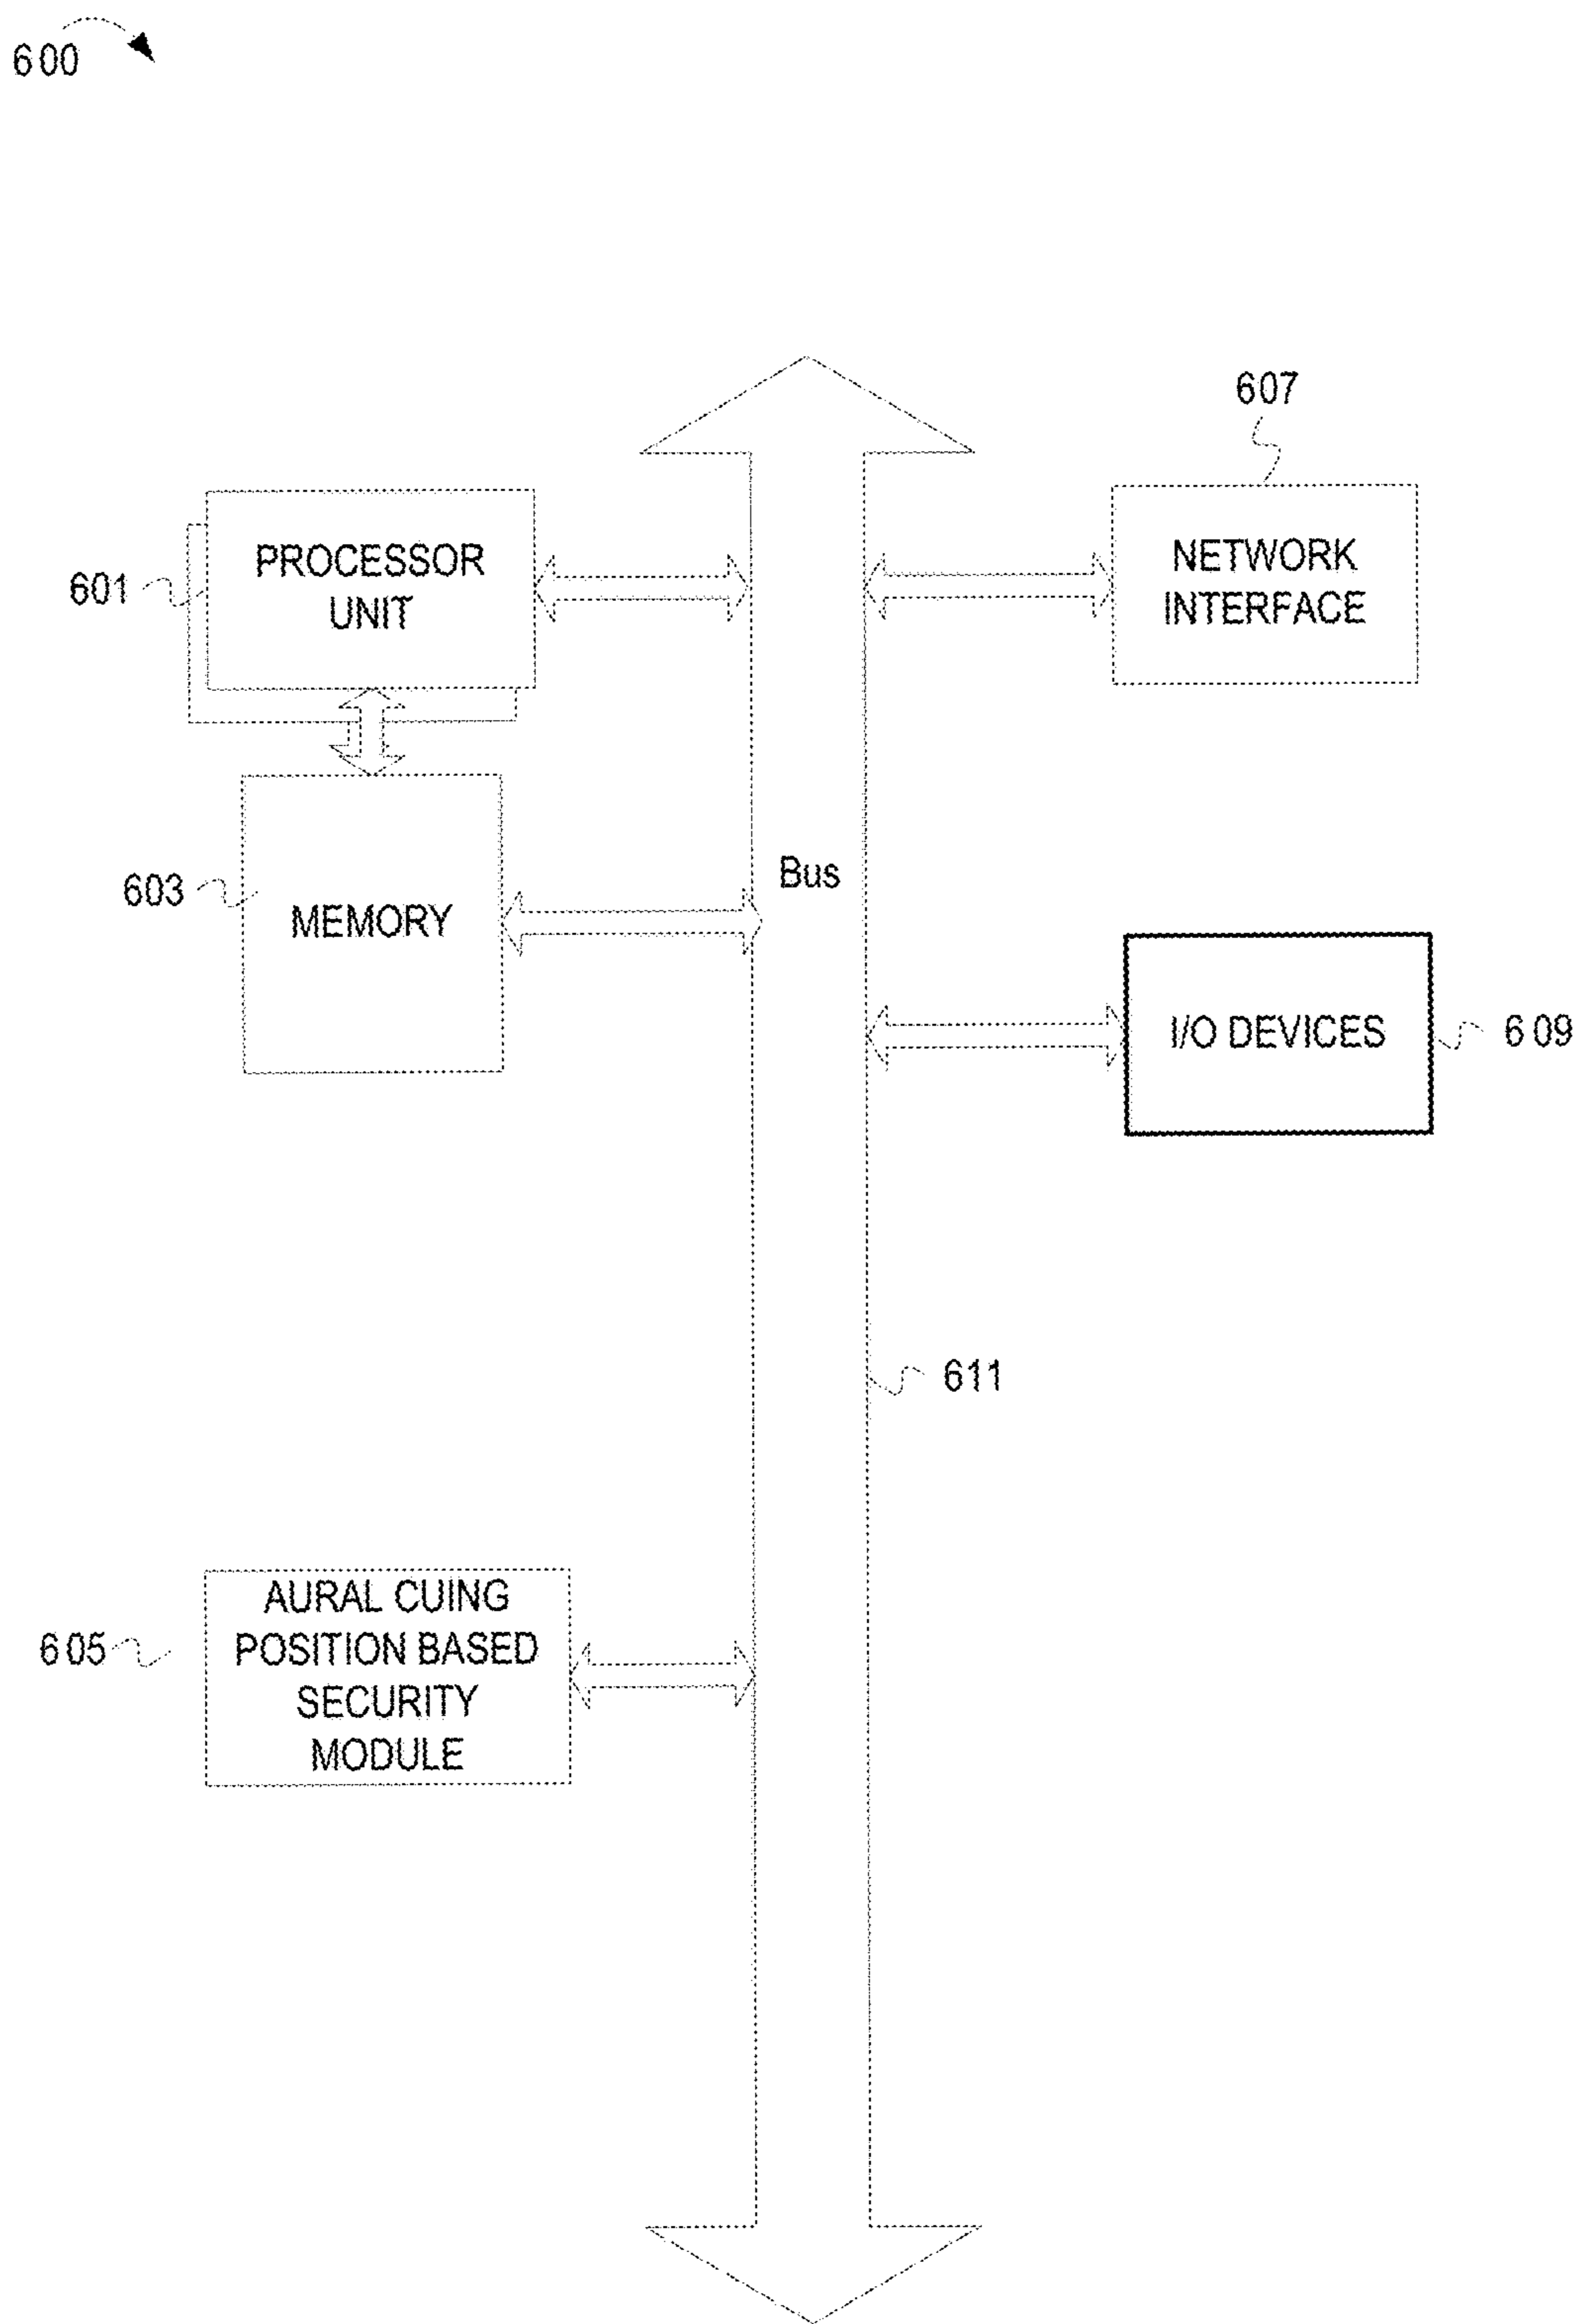 600
607
PROCESSOR
UNIT
601
NETWORK
INTERFACE
Bus
603
MEMORY
I/O DEVICES
609
611
AURAL CUING
POSITION BASED
SECURITY
MODULE
605